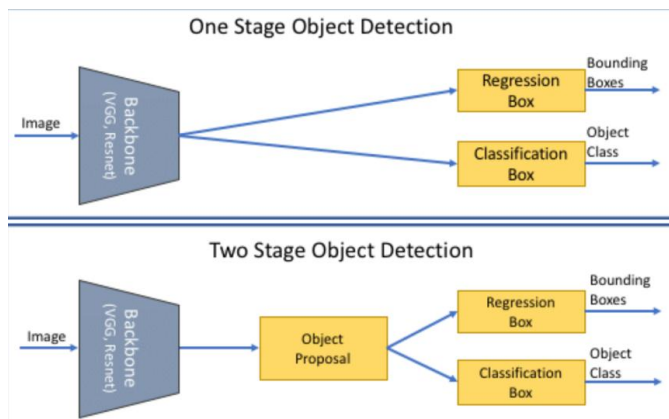 One Stage Object Detection
Image
Backbone
(VGG, Resnet)
Regression
Box
Bounding
Boxes
Classification
Box
Object
Class
Two Stage Object Detection
Image
Backbone
(VGG, Resnet)
Object
Proposal
Regression
Box
Bounding
Boxes
Classification
Box
Object
Class